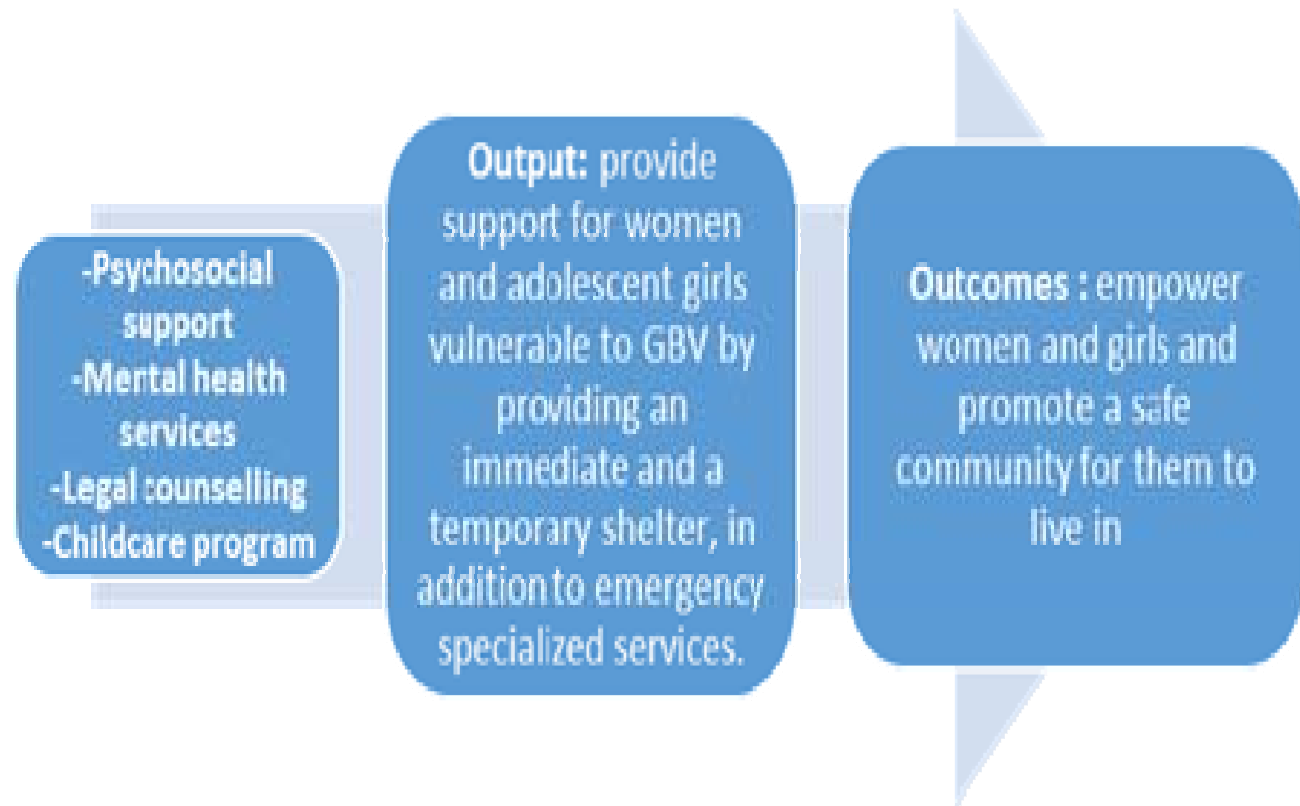 -Psychosocial
support
-Mental health
services
-Legal counselling
-Childcare program
Output: provide
support for women
and adolescent girls
vulnerable to GBV by
providing an
immediate and a
temporary shelter, in
addition to emergency
specialized services.
Outcomes : empower
women and girls and
promote a safe
community for them to
live in